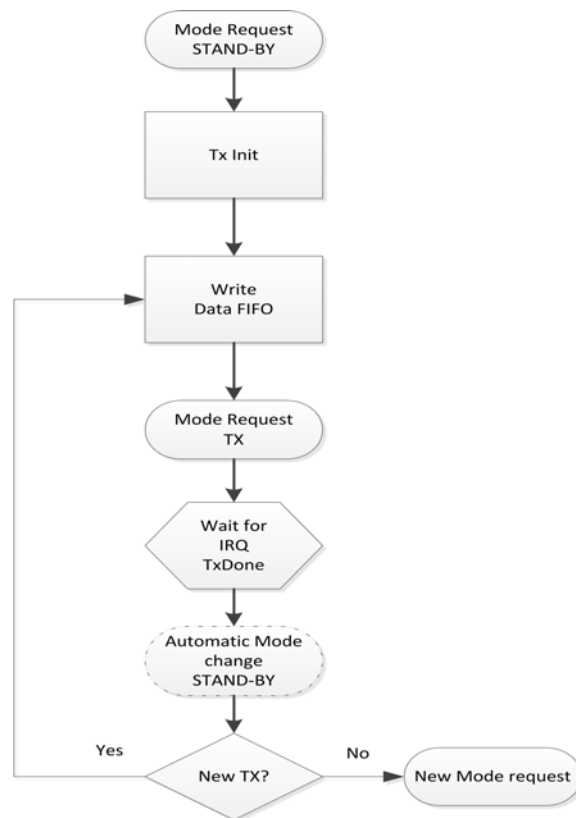 Mode Request
STAND-BY
Tx Init
Write
Data FIFO
Mode Request
TX
Wait for
IRQ
TxDone
Automatic Mode
change
STAND-BY
Yes
New TX?
No
New Mode request